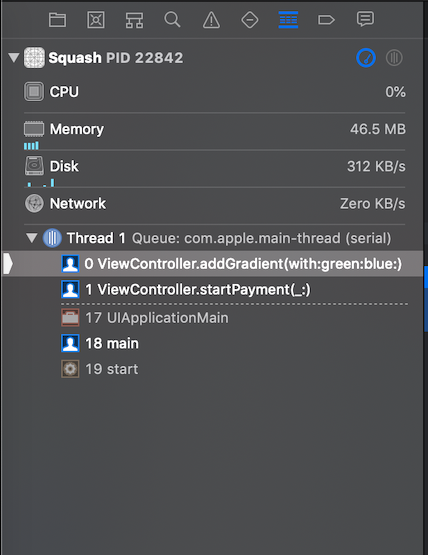 Squash PID 22842
CPU 0%
Memory 46.5 MB
Disk 312 KB/s
Network Zero KB/s
Thread 1 Queue: com.apple.main-thread (serial)
0 ViewController.addGradient(with:green:blue:)
1 ViewController.startPayment(_:)
17 UIApplicationMain
18 main
19 start